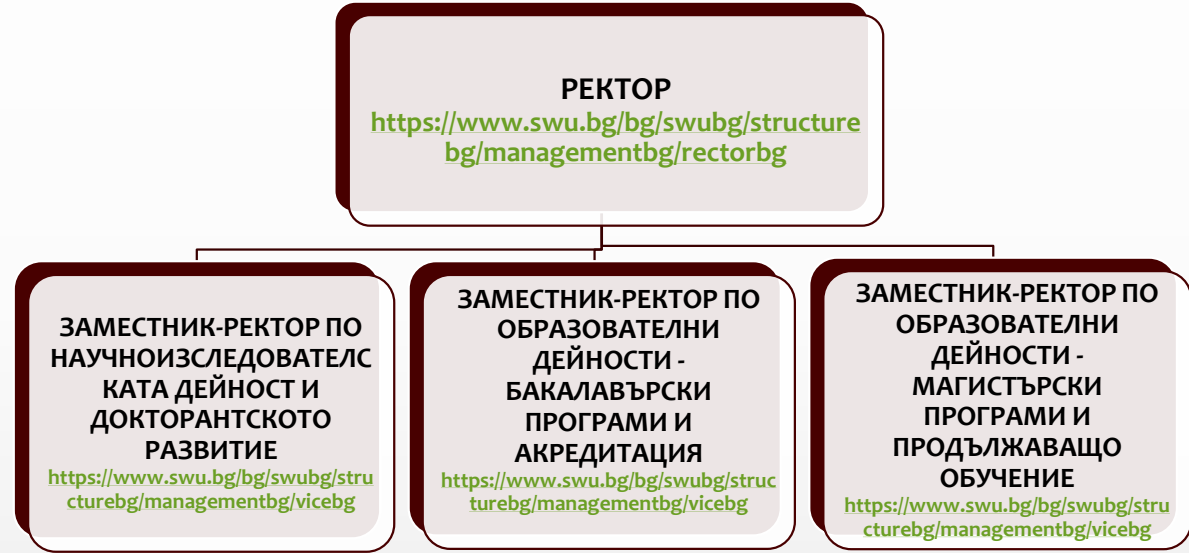 РЕКТОР
https://www.swu.bg/bg/swubg/structure
bg/managementbg/rectorbg
ЗАМЕСТНИК-РЕКТОР ПО
НАУЧНОИЗСЛЕДОВАТЕЛС
КАТА ДЕЙНОСТ И
ДОКТОРАНТСКОТО
РАЗВИТИЕ
https://www.swu.bg/bg/swubg/stru
cturebg/managementbg/vicebg
ЗАМЕСТНИК-РЕКТОР ПО
ОБРАЗОВАТЕЛНИ
ДЕЙНОСТИ -
БАКАЛАВЪРСКИ
ПРОГРАМИ И
АКРЕДИТАЦИЯ
https://www.swu.bg/bg/swubg/struc
turebg/managementbg/vicebg
ЗАМЕСТНИК-РЕКТОР ПО
ОБРАЗОВАТЕЛНИ
ДЕЙНОСТИ -
МАГИСТЪРСКИ
ПРОГРАМИ И
ПРОДЪЛЖАВАЩО
ОБУЧЕНИЕ
https://www.swu.bg/bg/swubg/stru
cturebg/managementbg/vicebg